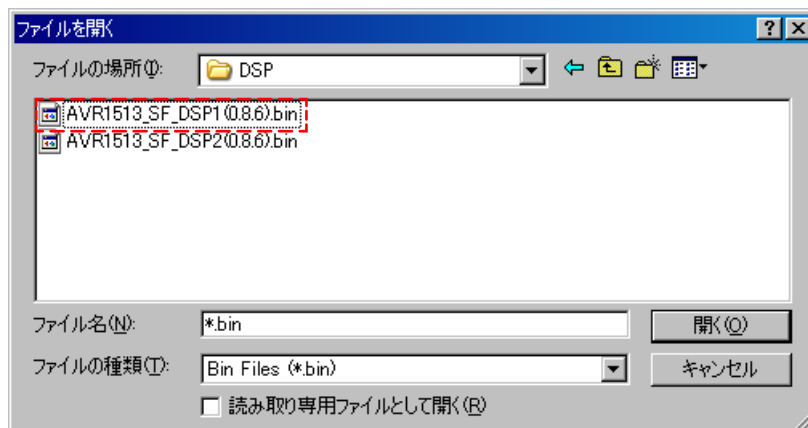 ファイルを開く
ファイルの場所(I):
DSP
AVR1513_SF_DSP1(0.8.6).bin
AVR1513_SF_DSP2(0.8.6).bin
ファイル名(N):
*.bin
開く(O)
ファイルの種類(T):
Bin Files (*.bin)
キャンセル
読み取り専用ファイルとして開く(R)